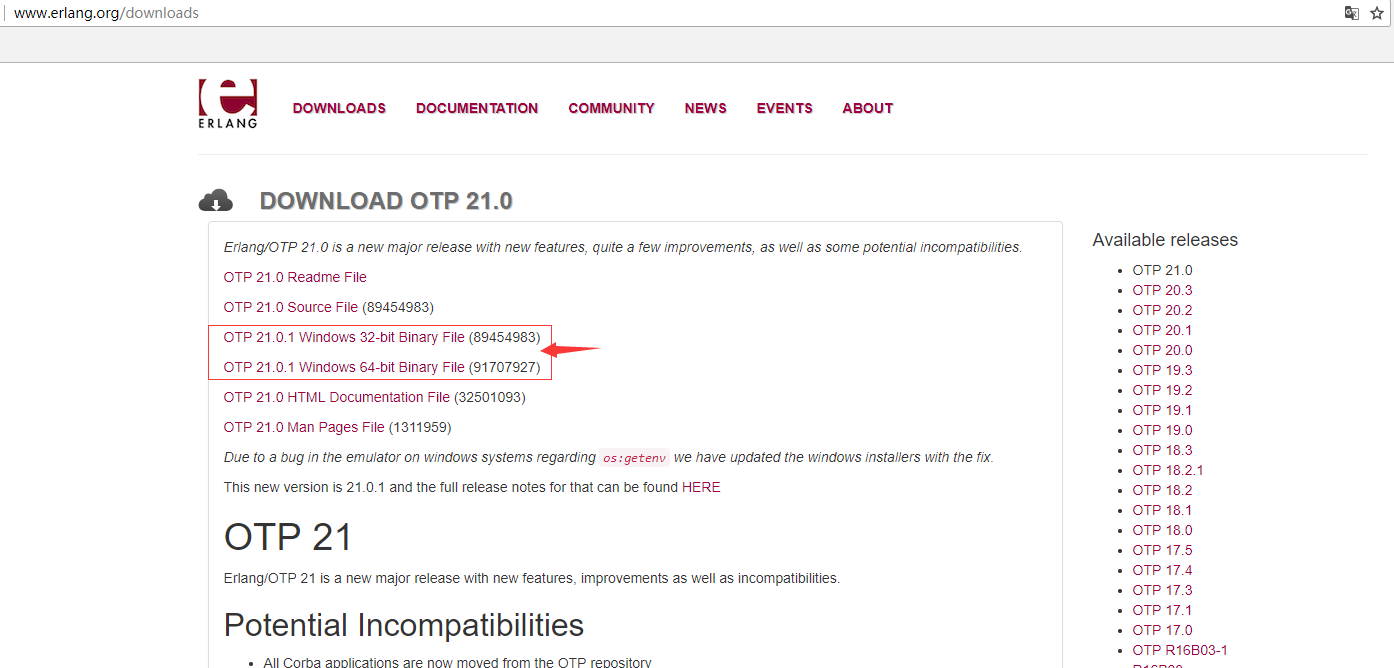 www.erlang.org/downloads
ERLANG
DOWNLOADS DOCUMENTATION COMMUNITY NEWS EVENTS ABOUT
DOWNLOAD OTP 21.0
Erlang/OTP 21.0 is a new major release with new features, quite a few improvements, as well as some potential incompatibilities.
OTP 21.0 Readme File
OTP 21.0 Source File (89454983)
OTP 21.0.1 Windows 32-bit Binary File (89454983)
OTP 21.0.1 Windows 64-bit Binary File (91707927)
OTP 21.0 HTML Documentation File (32501093)
OTP 21.0 Man Pages File (1311959)
Due to a bug in the emulator on windows systems regarding os:getenv we have updated the windows installers with the fix.
This new version is 21.0.1 and the full release notes for that can be found HERE
OTP 21
Erlang/OTP 21 is a new major release with new features, improvements as well as incompatibilities.
Potential Incompatibilities
All Corba applications are now moved from the OTP repository
Available releases
OTP 21.0
OTP 20.3
OTP 20.2
OTP 20.1
OTP 20.0
OTP 19.3
OTP 19.2
OTP 19.1
OTP 19.0
OTP 18.3
OTP 18.2.1
OTP 18.2
OTP 18.1
OTP 18.0
OTP 17.5
OTP 17.4
OTP 17.3
OTP 17.1
OTP 17.0
OTP R16B03-1